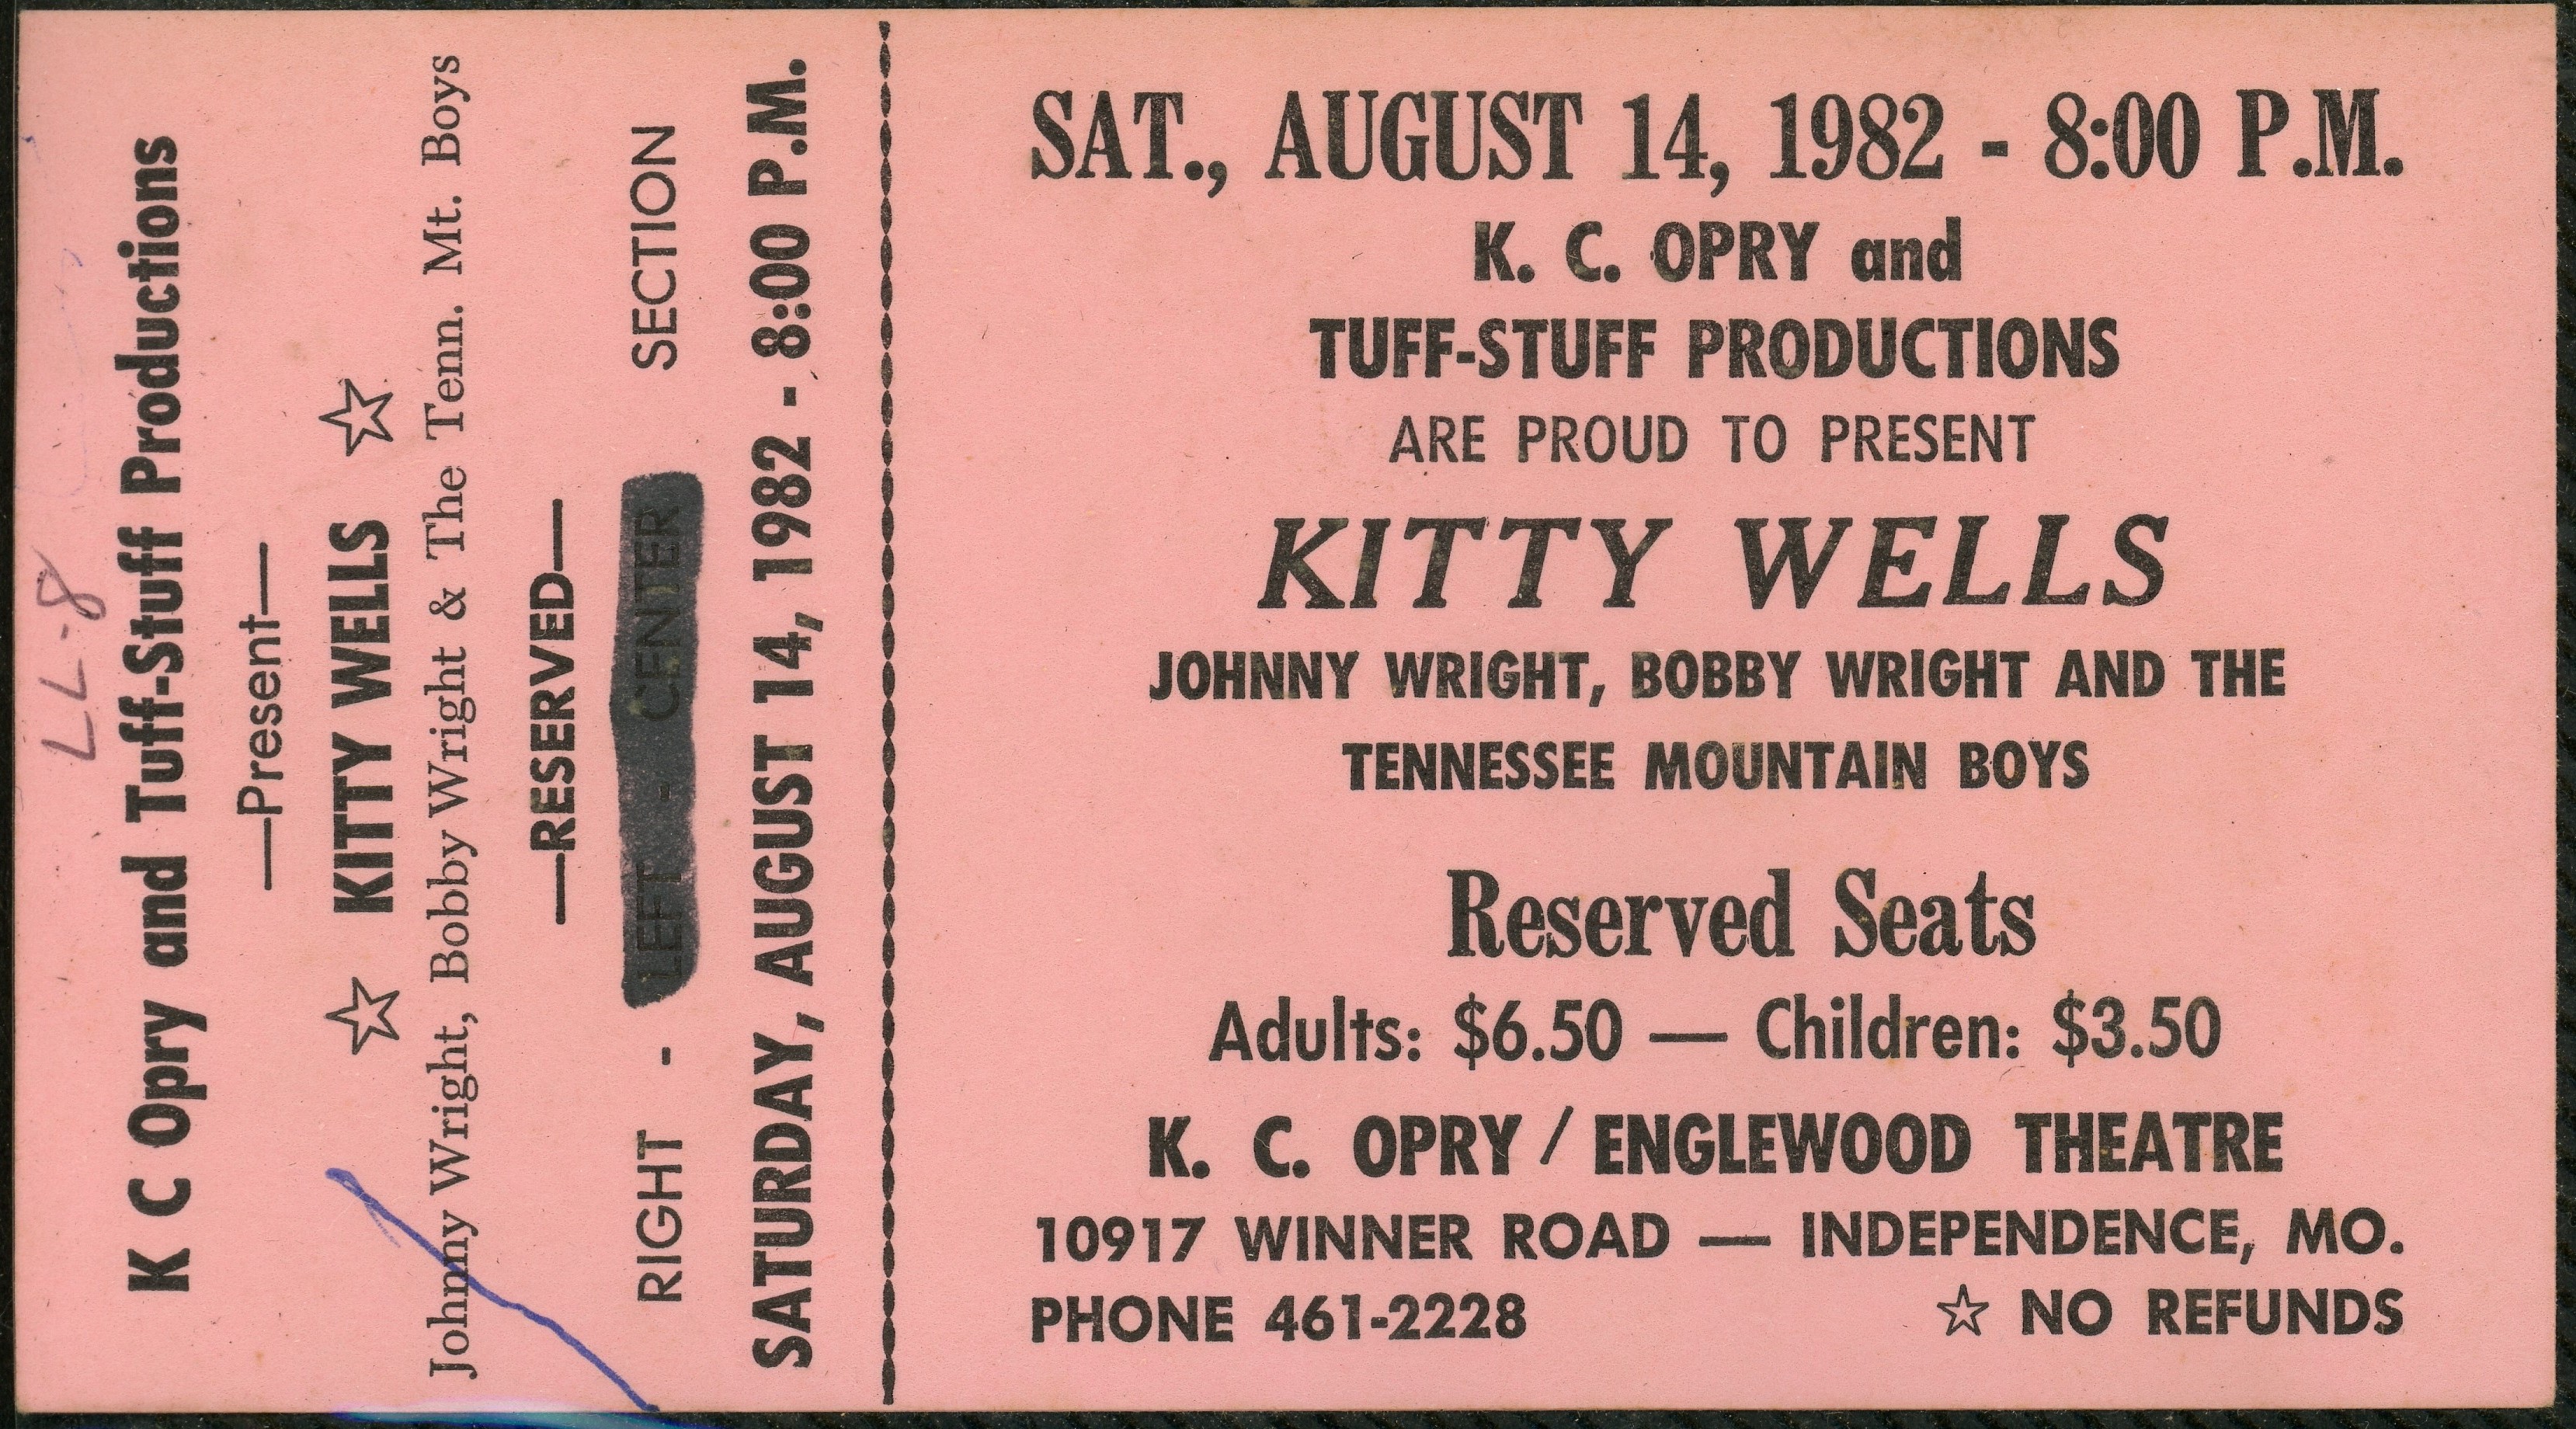 LL-8
K C Opry and Tuff-Stuff Productions
—Present—
☆ KITTY WELLS ☆
Johnny Wright, Bobby Wright & The Tenn. Mt. Boys
—RESERVED—
RIGHT - LEFT - CENTER SECTION
SATURDAY, AUGUST 14, 1982 - 8:00 P.M.
SAT., AUGUST 14, 1982 - 8:00 P.M.
K. C. OPRY and
TUFF-STUFF PRODUCTIONS
ARE PROUD TO PRESENT
KITTY WELLS
JOHNNY WRIGHT, BOBBY WRIGHT AND THE
TENNESSEE MOUNTAIN BOYS
Reserved Seats
Adults: $6.50 — Children: $3.50
K. C. OPRY / ENGLEWOOD THEATRE
10917 WINNER ROAD — INDEPENDENCE, MO.
PHONE 461-2228 ☆ NO REFUNDS